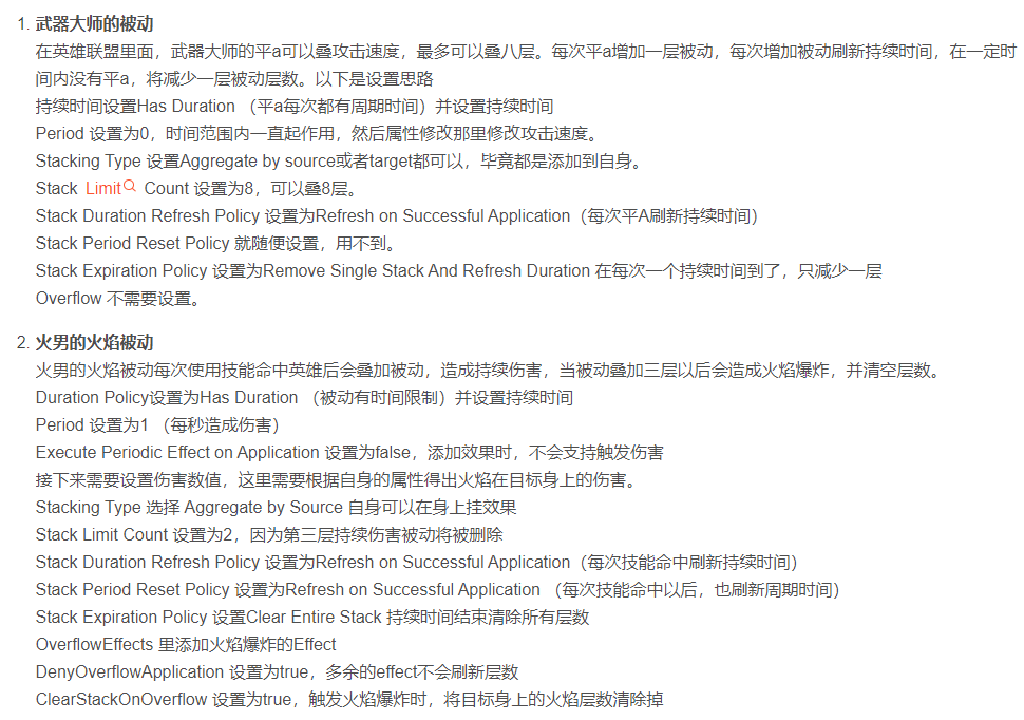 1. 武器大师的被动
在英雄联盟里面，武器大师的平a可以叠攻击速度，最多可以叠八层。每次平a增加一层被动，每次增加被动刷新持续时间，在一定时
间内没有平a，将减少一层被动层数。以下是设置思路
持续时间设置Has Duration （平a每次都有周期时间）并设置持续时间
Period 设置为0，时间范围内一直起作用，然后属性修改那里修改攻击速度。
Stacking Type 设置Aggregate by source或者target都可以，毕竟都是添加到自身。
Stack Limit Count 设置为8，可以叠8层。
Stack Duration Refresh Policy 设置为Refresh on Successful Application（每次平A刷新持续时间）
Stack Period Reset Policy 就随便设置，用不到。
Stack Expiration Policy 设置为Remove Single Stack And Refresh Duration 在每次一个持续时间到了，只减少一层
Overflow 不需要设置。
2. 火男的火焰被动
火男的火焰被动每次使用技能命中英雄后会叠加被动，造成持续伤害，当被动叠加三层以后会造成火焰爆炸，并清空层数。
Duration Policy设置为Has Duration （被动有时间限制）并设置持续时间
Period 设置为1 （每秒造成伤害）
Execute Periodic Effect on Application 设置为false，添加效果时，不会支持触发伤害
接下来需要设置伤害数值，这里需要根据自身的属性得出火焰在目标身上的伤害。
Stacking Type 选择 Aggregate by Source 自身可以在身上挂效果
Stack Limit Count 设置为2，因为第三层持续伤害被动将被删除
Stack Duration Refresh Policy 设置为Refresh on Successful Application（每次技能命中刷新持续时间）
Stack Period Reset Policy 设置为Refresh on Successful Application （每次技能命中以后，也刷新周期时间）
Stack Expiration Policy 设置Clear Entire Stack 持续时间结束清除所有层数
OverflowEffects 里添加火焰爆炸的Effect
DenyOverflowApplication 设置为true，多余的effect不会刷新层数
ClearStackOnOverflow 设置为true，触发火焰爆炸时，将目标身上的火焰层数清除掉